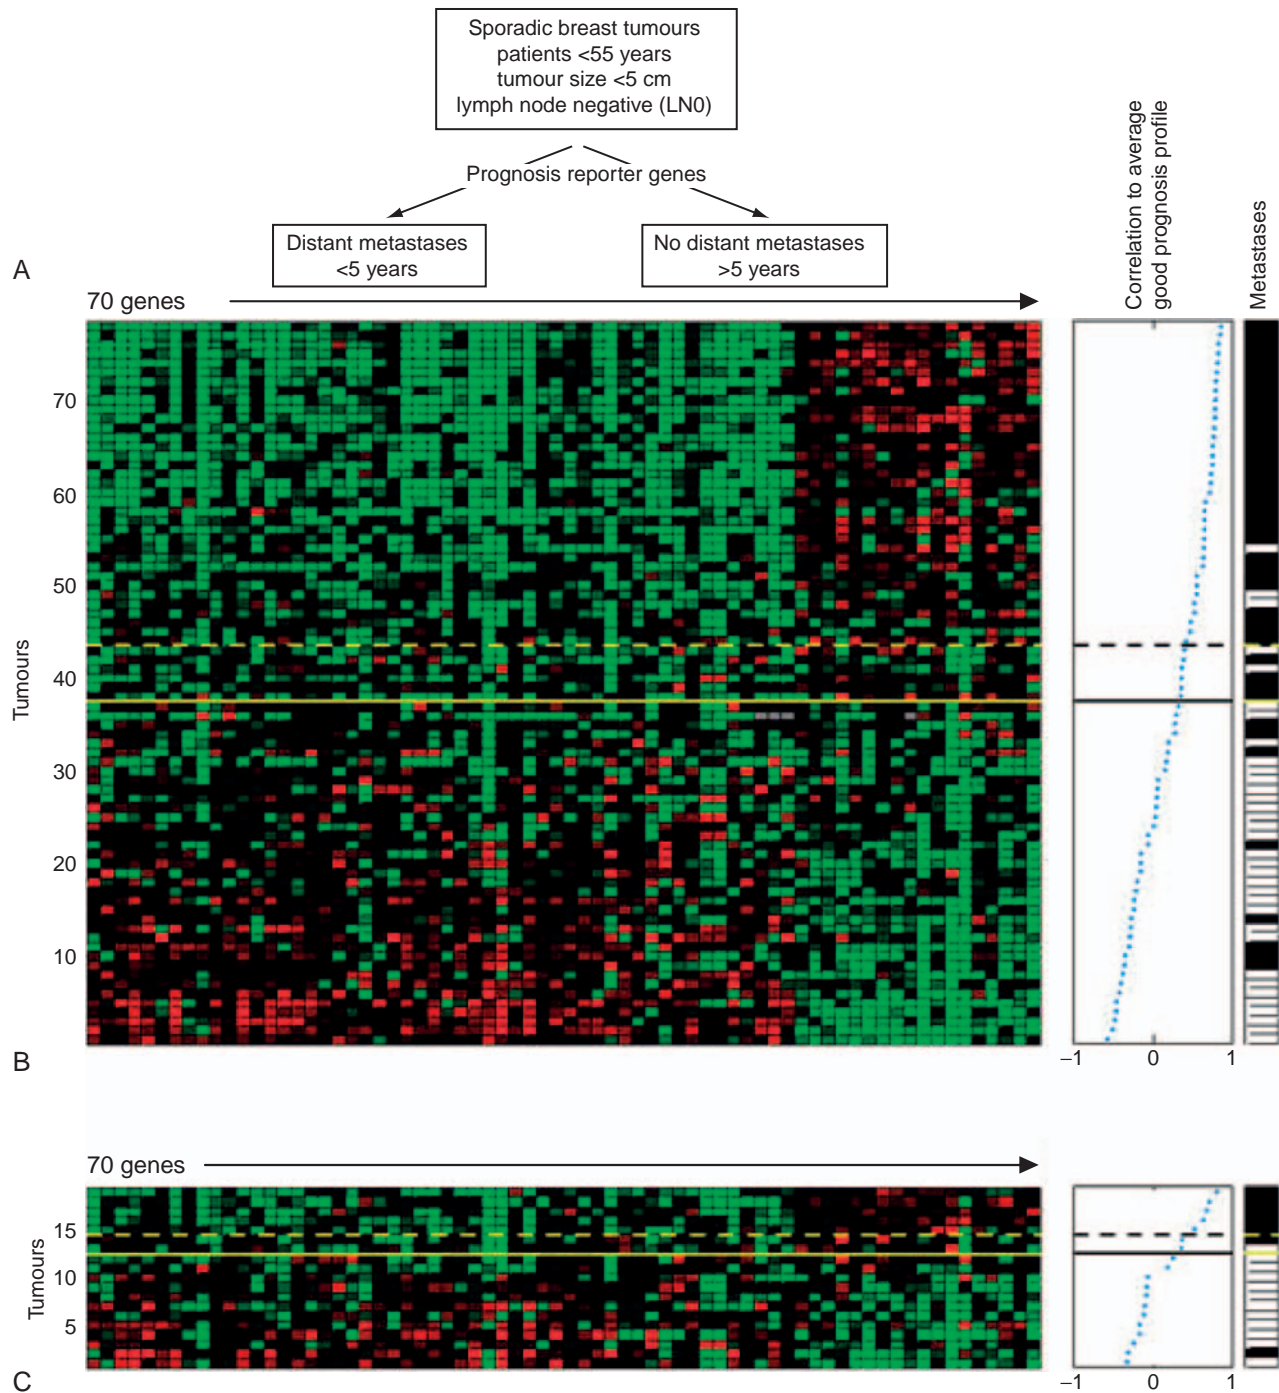 Sporadic breast tumours
patients <55 years
tumour size <5 cm
lymph node negative (LN0)
Prognosis reporter genes
Distant metastases
<5 years
No distant metastases
>5 years
A
70 genes
Correlation to average
good prognosis profile
Metastases
Tumours
70
60
50
40
30
20
10
–1
0
1
B
70 genes
Tumours
15
10
5
–1
0
1
C